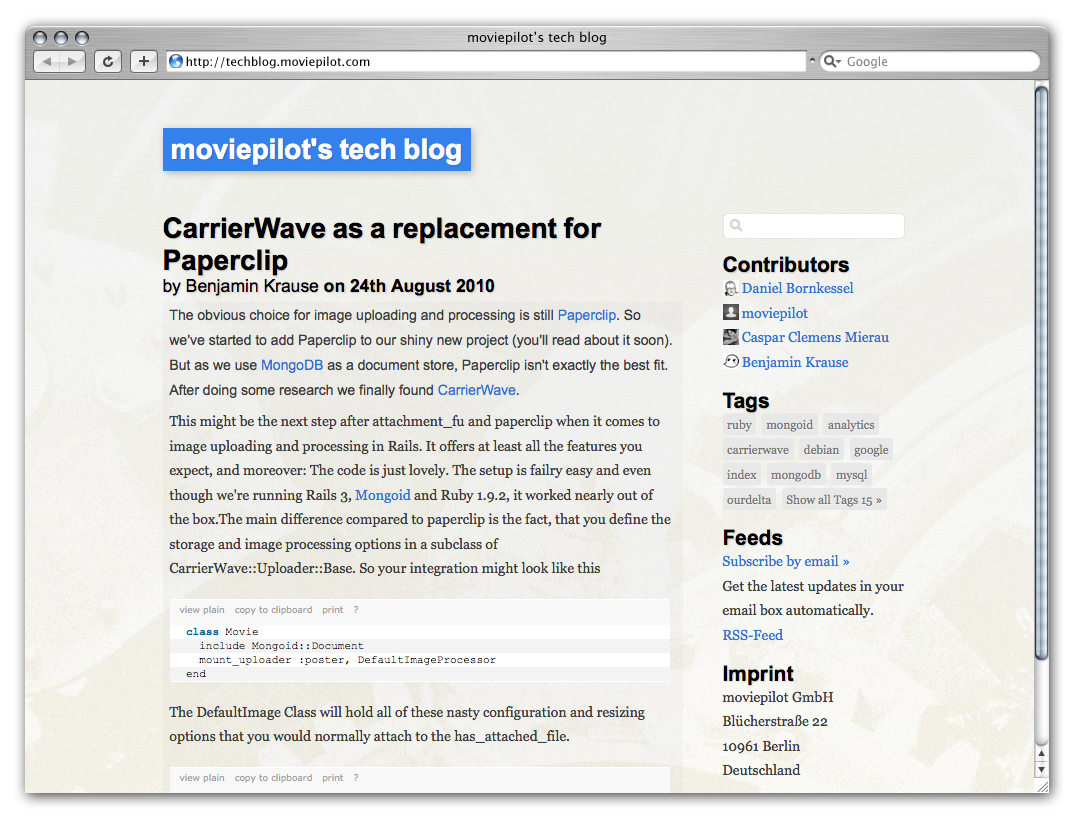 moviepilot's tech blog
http://techblog.moviepilot.com
Google
moviepilot's tech blog
CarrierWave as a replacement for
Paperclip
by Benjamin Krause on 24th August 2010
The obvious choice for image uploading and processing is still Paperclip. So
we've started to add Paperclip to our shiny new project (you'll read about it soon).
But as we use MongoDB as a document store, Paperclip isn't exactly the best fit.
After doing some research we finally found CarrierWave.
This might be the next step after attachment_fu and paperclip when it comes to
image uploading and processing in Rails. It offers at least all the features you
expect, and moreover: The code is just lovely. The setup is failry easy and even
though we're running Rails 3, Mongoid and Ruby 1.9.2, it worked nearly out of
the box.The main difference compared to paperclip is the fact, that you define the
storage and image processing options in a subclass of
CarrierWave::Uploader::Base. So your integration might look like this
view plain copy to clipboard print ?
class Movie
include Mongoid::Document
mount_uploader :poster, DefaultImageProcessor
end
The DefaultImage Class will hold all of these nasty configuration and resizing
options that you would normally attach to the has_attached_file.
view plain copy to clipboard print ?
Contributors
Daniel Bornkessel
moviepilot
Caspar Clemens Mierau
Benjamin Krause
Tags
ruby mongoid analytics
carrierwave debian google
index mongodb mysql
ourdelta Show all Tags 15 »
Feeds
Subscribe by email »
Get the latest updates in your
email box automatically.
RSS-Feed
Imprint
moviepilot GmbH
Blücherstraße 22
10961 Berlin
Deutschland